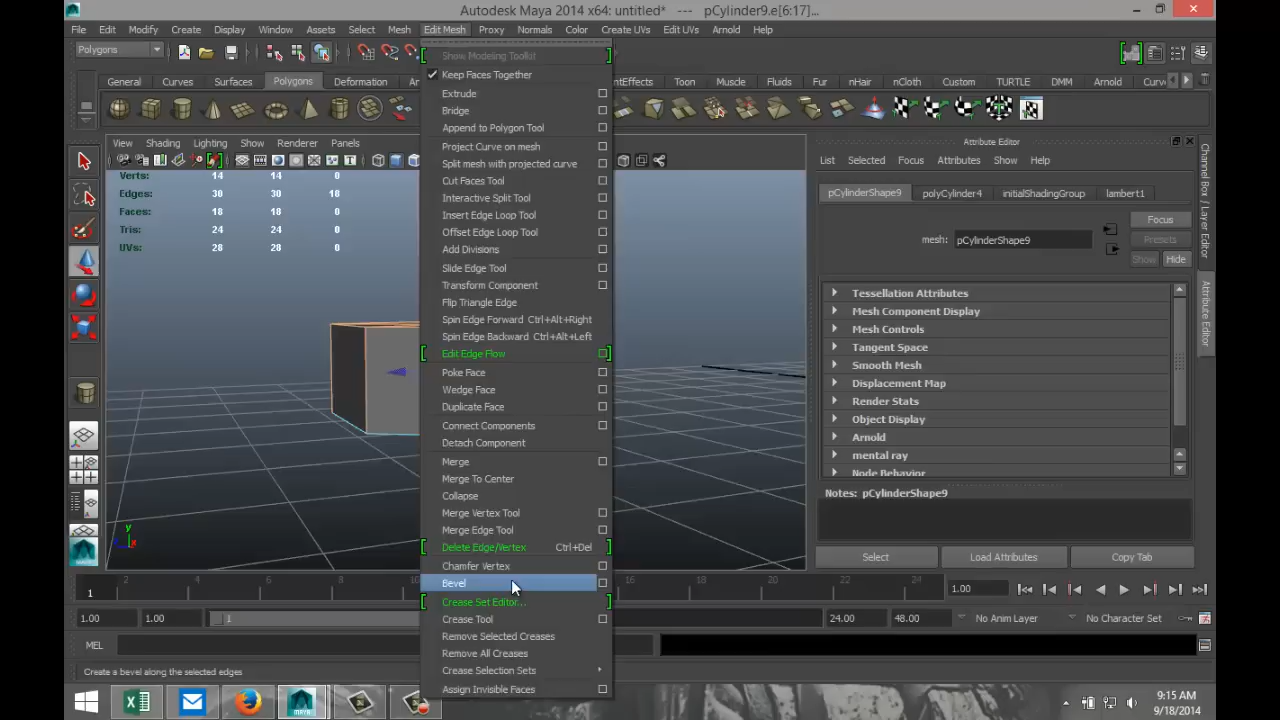 Autodesk Maya 2014 x64: untitled* --- pCylinder9.e[6:17]...
File Edit Modify Create Display Window Assets Select Mesh Edit Mesh Proxy Normals Color Create UVs Edit UVs Arnold Help
Polygons
General Curves Surfaces Polygons Deformation An ntEffects Toon Muscle Fluids Fur nHair nCloth Custom TURTLE DMM Arnold Curv
Show Modeling Toolkit
Keep Faces Together
Extrude
Bridge
Append to Polygon Tool
Project Curve on mesh
Split mesh with projected curve
Cut Faces Tool
Interactive Split Tool
Insert Edge Loop Tool
Offset Edge Loop Tool
Add Divisions
Slide Edge Tool
Transform Component
Flip Triangle Edge
Spin Edge Forward Ctrl+Alt+Right
Spin Edge Backward Ctrl+Alt+Left
Edit Edge Flow
Poke Face
Wedge Face
Duplicate Face
Connect Components
Detach Component
Merge
Merge To Center
Collapse
Merge Vertex Tool
Merge Edge Tool
Delete Edge/Vertex Ctrl+Del
Chamfer Vertex
Bevel
Crease Set Editor...
Crease Tool
Remove Selected Creases
Remove All Creases
Crease Selection Sets
Assign Invisible Faces
View Shading Lighting Show Renderer Panels
Verts: 14 14 0
Edges: 30 30 18
Faces: 18 18 0
Tris: 24 24 0
UVs: 28 28 0
y
x
Attribute Editor
List Selected Focus Attributes Show Help
pCylinderShape9 polyCylinder4 initialShadingGroup lambert1
mesh: pCylinderShape9
Focus
Presets
Show Hide
Tessellation Attributes
Mesh Component Display
Mesh Controls
Tangent Space
Smooth Mesh
Displacement Map
Render Stats
Object Display
Arnold
mental ray
Node Behavior
Notes: pCylinderShape9
Select Load Attributes Copy Tab
Channel Box / Layer Editor
Attribute Editor
2 4 6 8 10 16 18 20 22 24
1 1.00
1.00 1.00 1 24.00 48.00 No Anim Layer No Character Set
MEL
Create a bevel along the selected edges
9:15 AM
9/18/2014